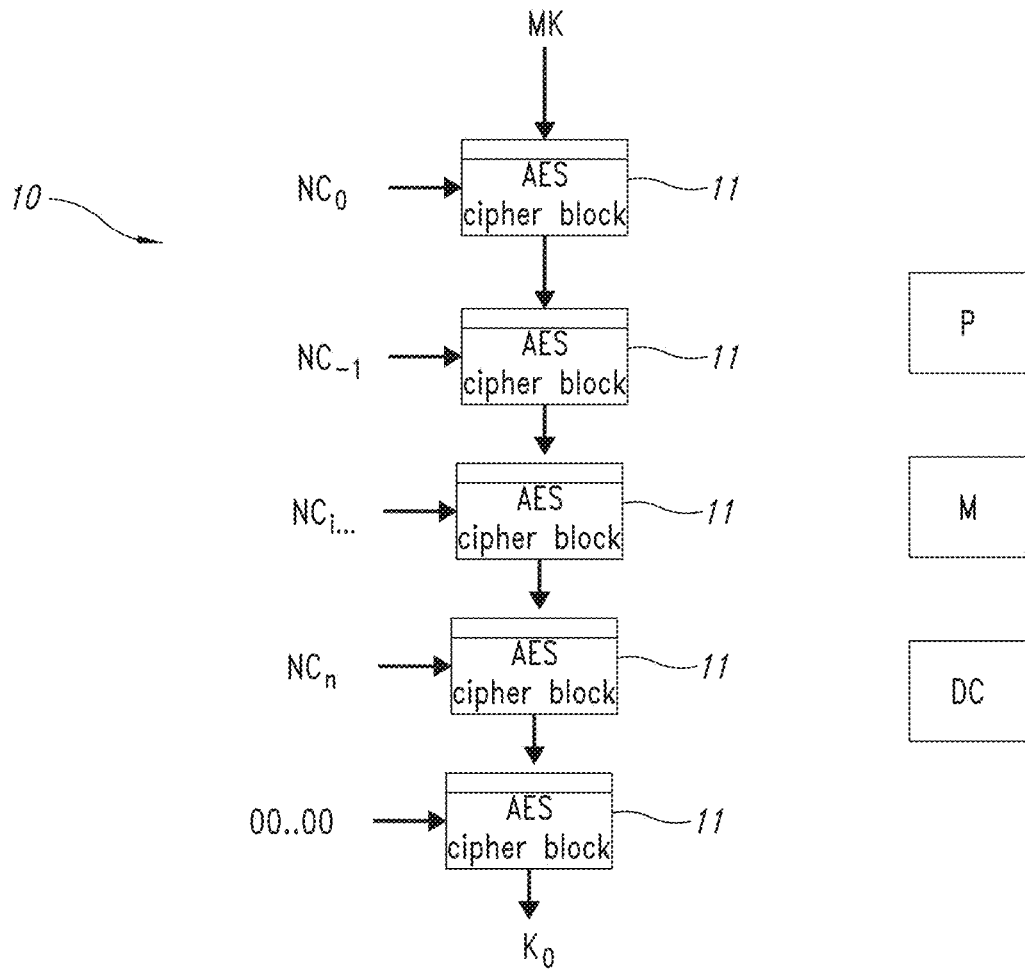 MK
10
NC₀
AES
cipher block
11
NC₋₁
AES
cipher block
11
P
NCᵢ...
AES
cipher block
11
M
NCₙ
AES
cipher block
11
DC
00..00
AES
cipher block
11
K₀